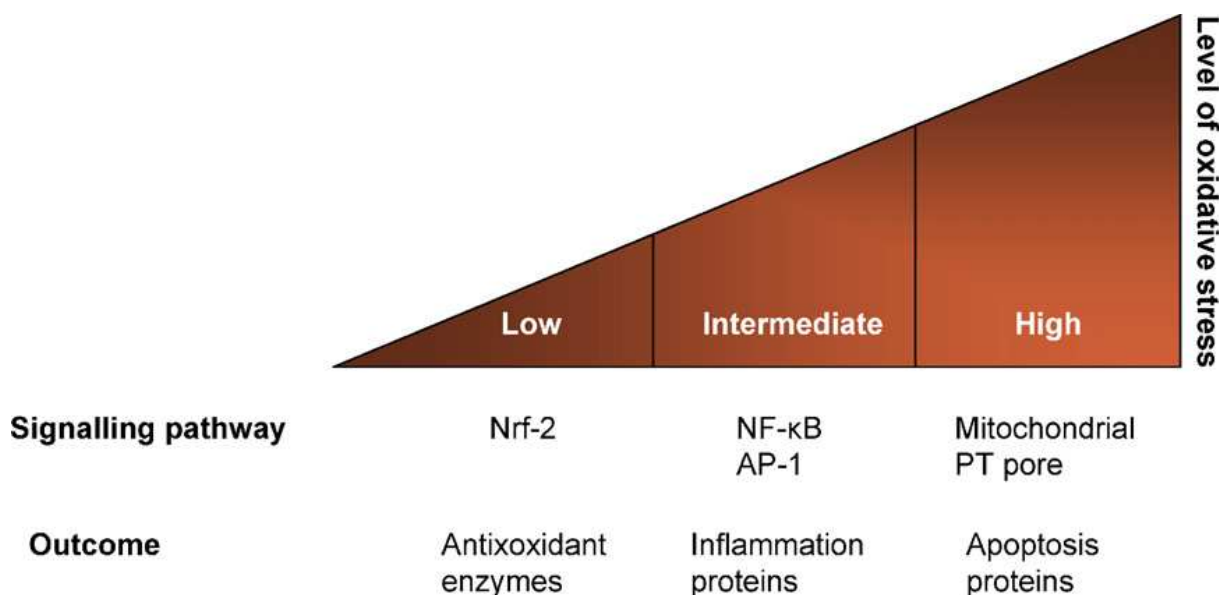 Level of oxidative stress
Low Intermediate High
Signalling pathway Nrf-2 NF-κB Mitochondrial
AP-1 PT pore
Outcome Antixoxidant Inflammation Apoptosis
enzymes proteins proteins